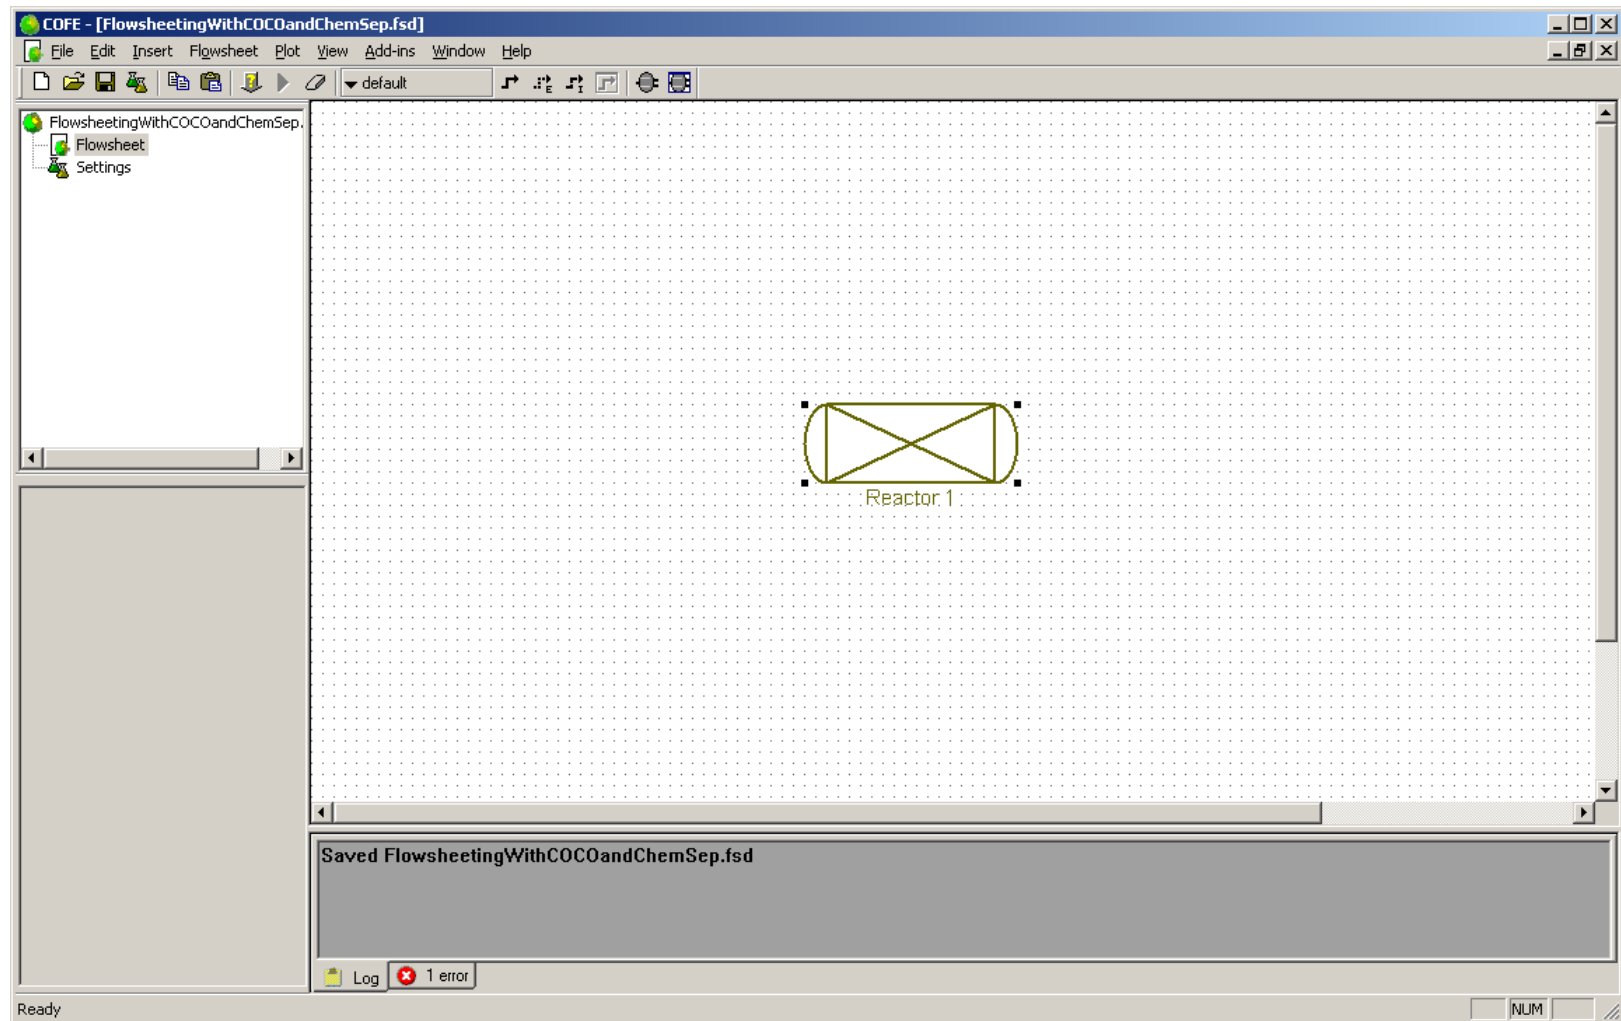 COFE - [FlowsheetingWithCOCOandChemSep.fsd]
File Edit Insert Flowsheet Plot View Add-ins Window Help
default
E
I
FlowsheetingWithCOCOandChemSep.
Flowsheet
Settings
Reactor 1
Saved FlowsheetingWithCOCOandChemSep.fsd
Log 1 error
Ready NUM